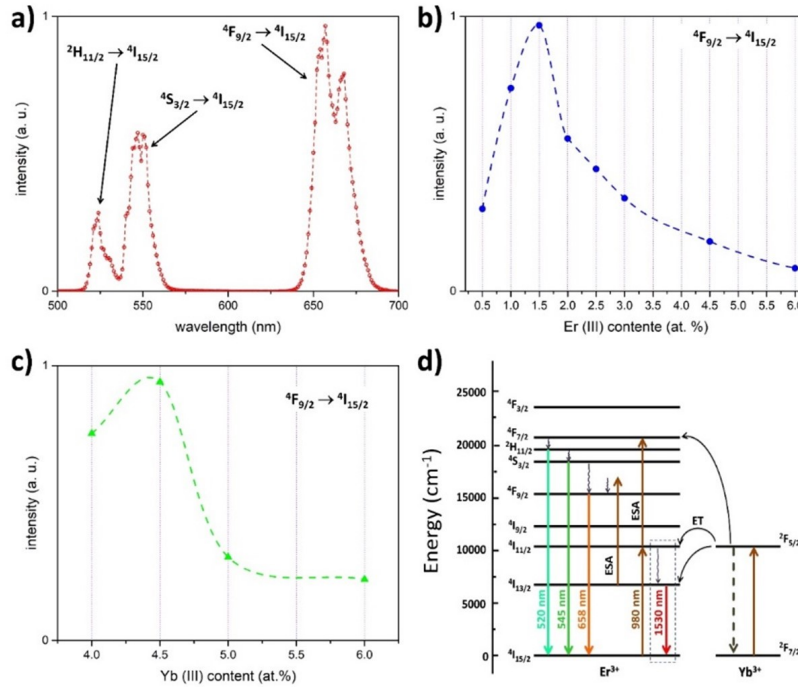 a)
²H₁₁/₂ → ⁴I₁₅/₂
⁴S₃/₂ → ⁴I₁₅/₂
⁴F₉/₂ → ⁴I₁₅/₂
intensity (a. u.)
1
0
500 550 600 650 700
wavelength (nm)
b)
⁴F₉/₂ → ⁴I₁₅/₂
intensity (a. u.)
1
0
0.5 1.0 1.5 2.0 2.5 3.0 3.5 4.0 4.5 5.0 5.5 6.0
Er (III) contente (at. %)
c)
⁴F₉/₂ → ⁴I₁₅/₂
intensity (a. u.)
1
0
4.0 4.5 5.0 5.5 6.0
Yb (III) content (at.%)
d)
Energy (cm⁻¹)
25000
20000
15000
10000
5000
0
⁴F₃/₂
⁴F₇/₂
²H₁₁/₂
⁴S₃/₂
⁴F₉/₂
⁴I₉/₂
⁴I₁₁/₂
⁴I₁₃/₂
⁴I₁₅/₂
520 nm
545 nm
658 nm
ESA
ESA
980 nm
1530 nm
ET
²F₅/₂
²F₇/₂
Er³⁺
Yb³⁺